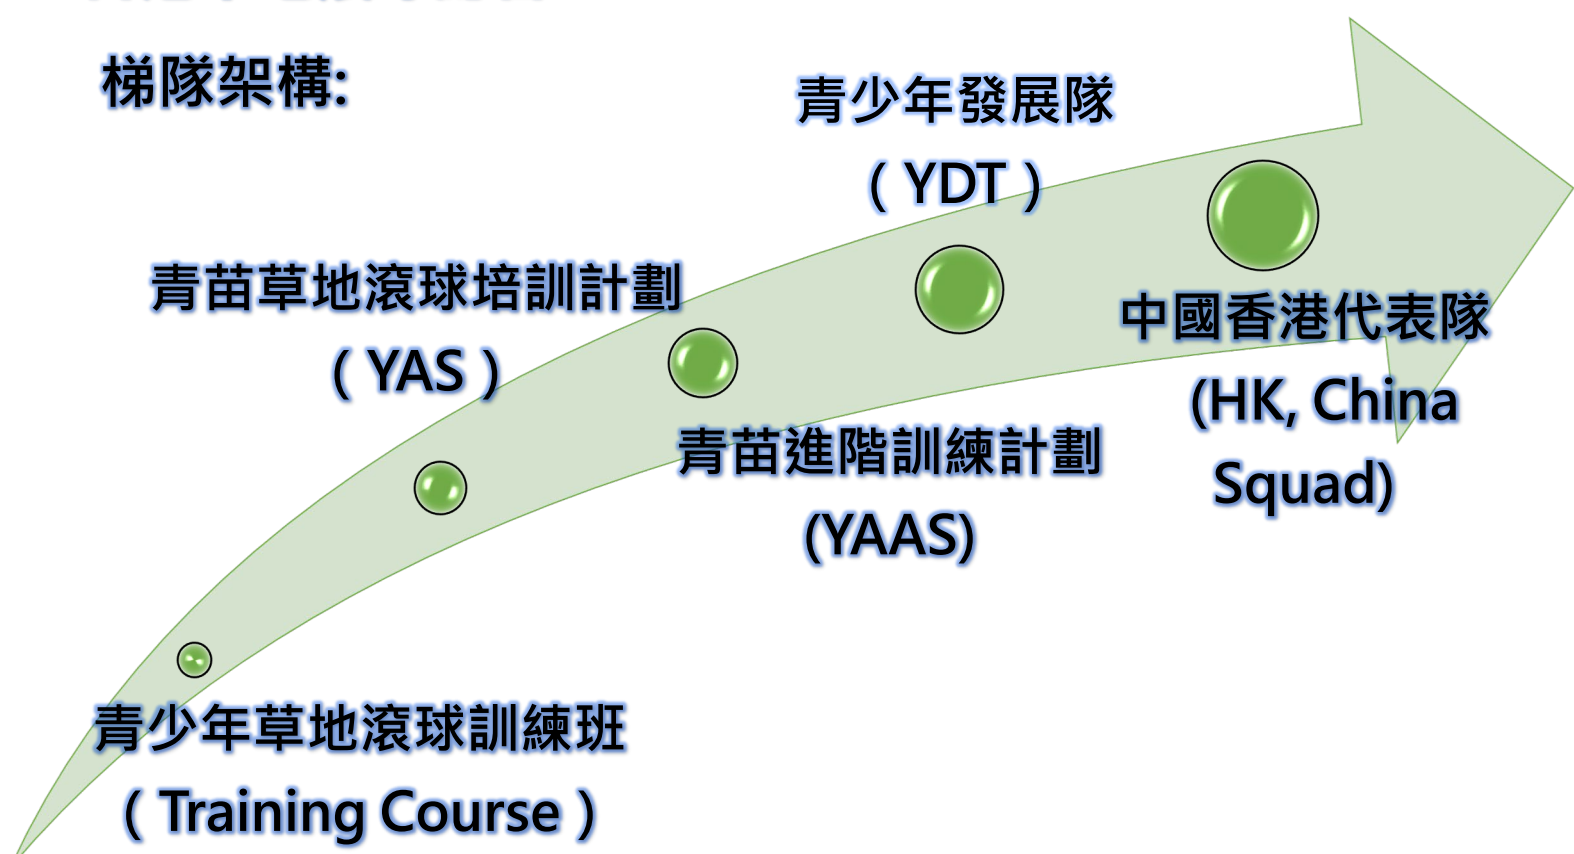 梯隊架構:
青少年發展隊
( YDT )
青苗草地滾球培訓計劃
( YAS )
中國香港代表隊
(HK, China
Squad)
青苗進階訓練計劃
(YAAS)
青少年草地滾球訓練班
( Training Course )